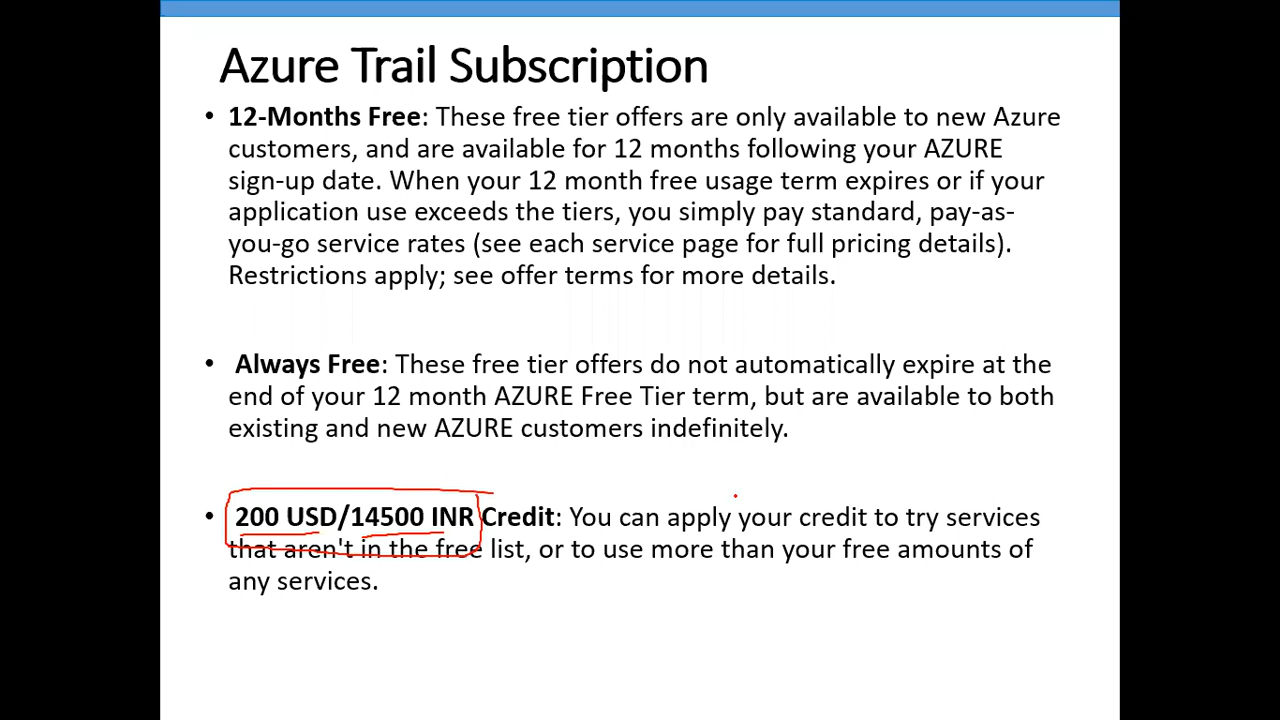 Azure Trail Subscription
• 12-Months Free: These free tier offers are only available to new Azure
customers, and are available for 12 months following your AZURE
sign-up date. When your 12 month free usage term expires or if your
application use exceeds the tiers, you simply pay standard, pay-as-
you-go service rates (see each service page for full pricing details).
Restrictions apply; see offer terms for more details.
• Always Free: These free tier offers do not automatically expire at the
end of your 12 month AZURE Free Tier term, but are available to both
existing and new AZURE customers indefinitely.
• 200 USD/14500 INR Credit: You can apply your credit to try services
that aren't in the free list, or to use more than your free amounts of
any services.